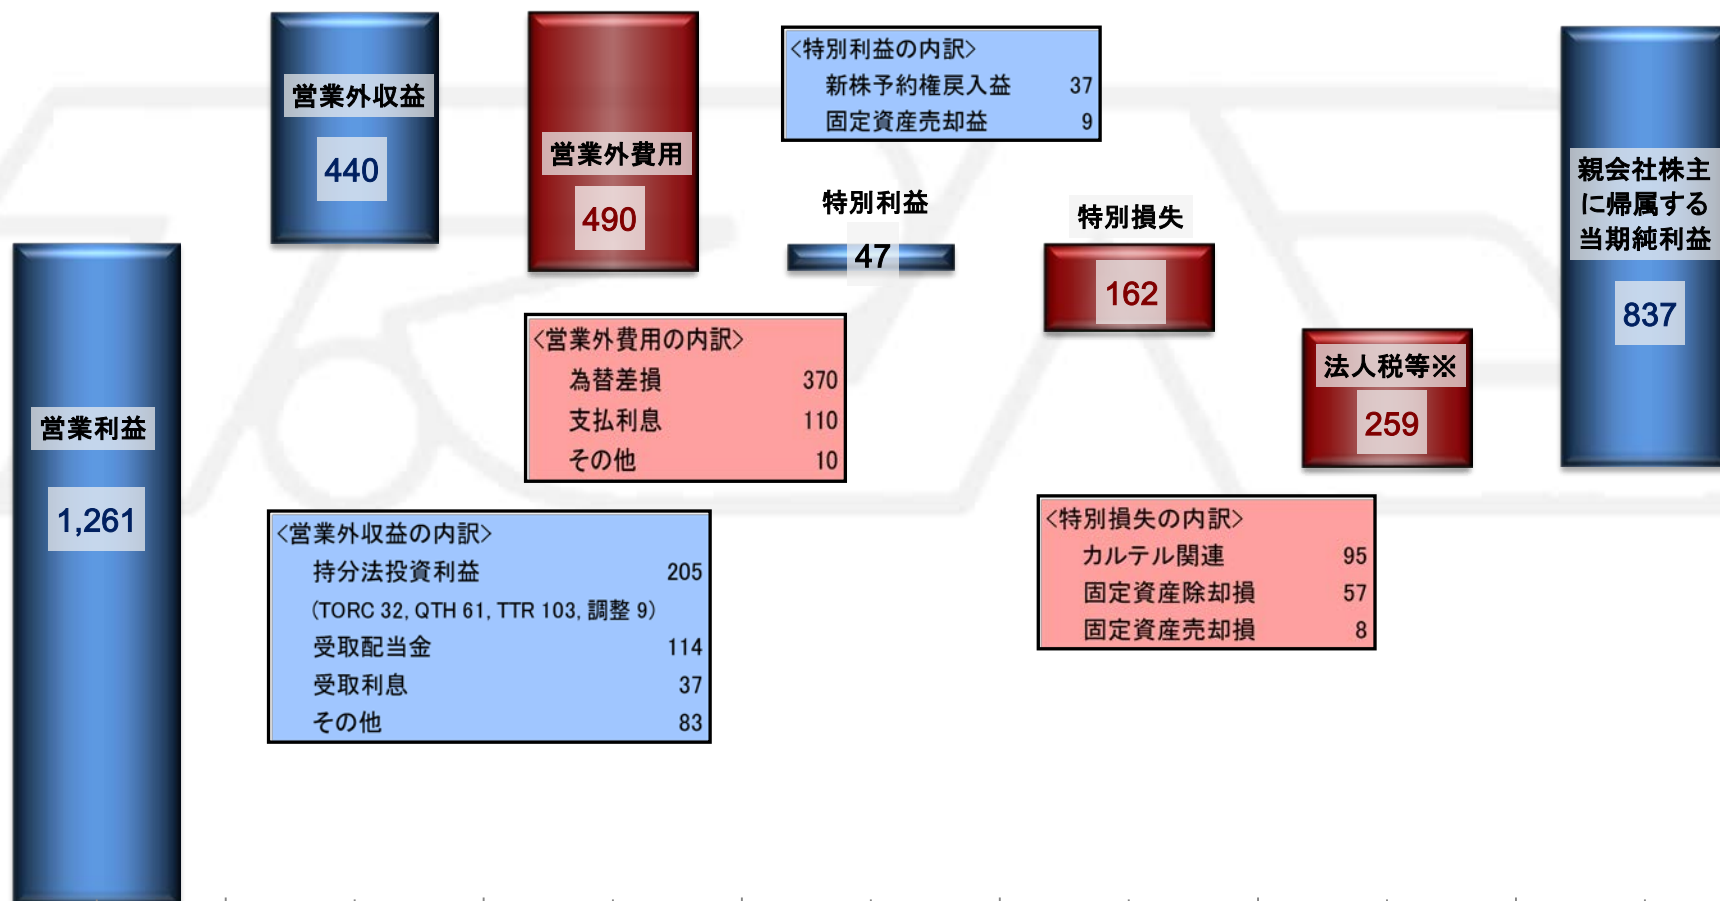 営業利益
1,261
営業外収益
440
<営業外収益の内訳>
持分法投資利益 205
(TORC 32, QTH 61, TTR 103, 調整 9)
受取配当金 114
受取利息 37
その他 83
営業外費用
490
<営業外費用の内訳>
為替差損 370
支払利息 110
その他 10
<特別利益の内訳>
新株予約権戻入益 37
固定資産売却益 9
特別利益
47
特別損失
162
<特別損失の内訳>
カルテル関連 95
固定資産除却損 57
固定資産売却損 8
法人税等※
259
親会社株主
に帰属する
当期純利益
837